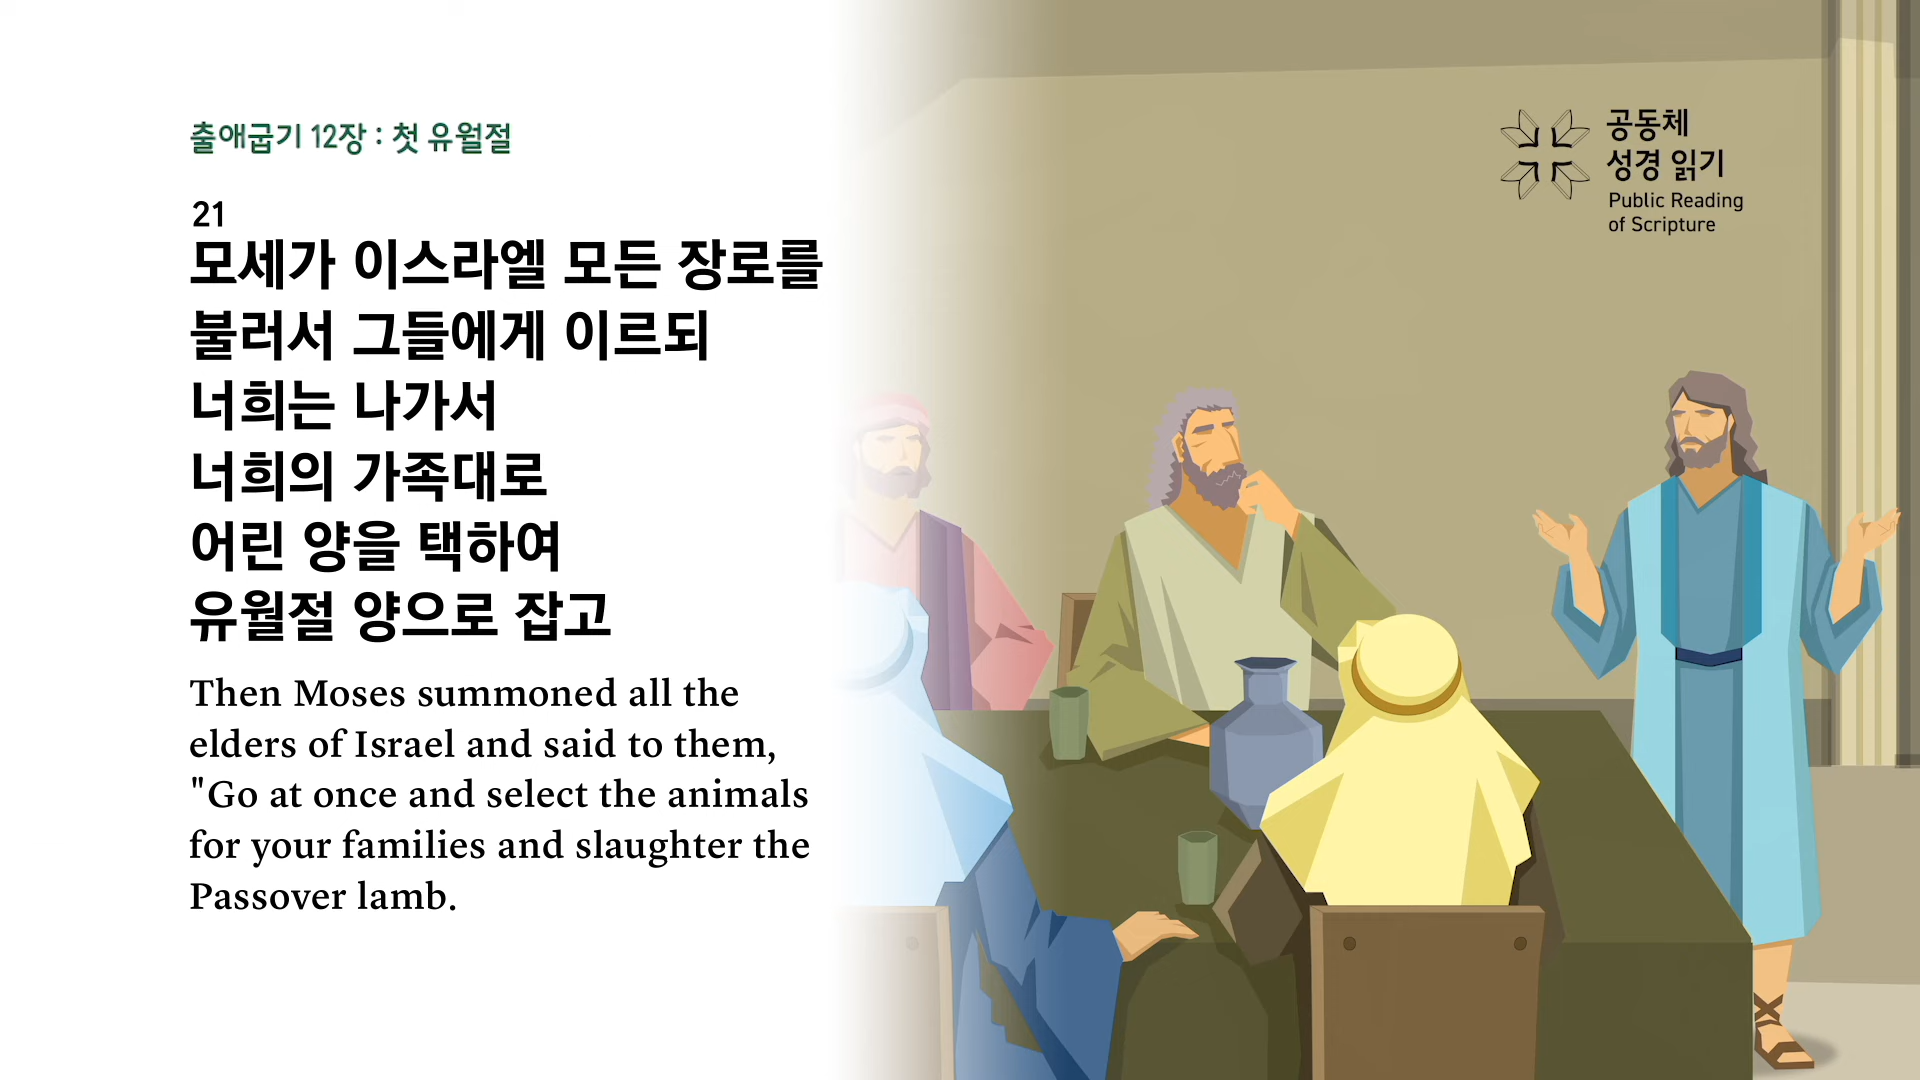 출애굽기 12장 : 첫 유월절
21
모세가 이스라엘 모든 장로를
불러서 그들에게 이르되
너희는 나가서
너희의 가족대로
어린 양을 택하여
유월절 양으로 잡고
Then Moses summoned all the
elders of Israel and said to them,
"Go at once and select the animals
for your families and slaughter the
Passover lamb.
공동체
성경 읽기
Public Reading
of Scripture